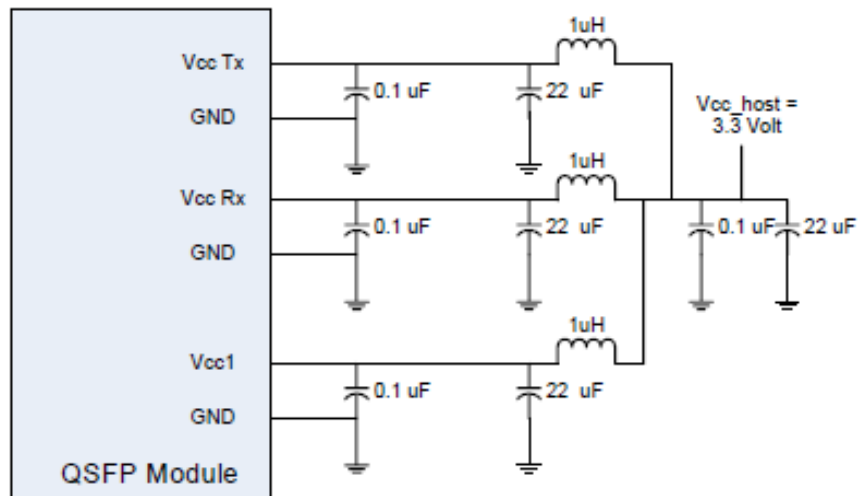 1uH
Vcc Tx
0.1 uF
22 uF
GND
Vcc_host =
3.3 Volt
1uH
Vcc Rx
0.1 uF
22 uF
0.1 uF
22 uF
GND
1uH
Vcc1
0.1 uF
22 uF
GND
QSFP Module